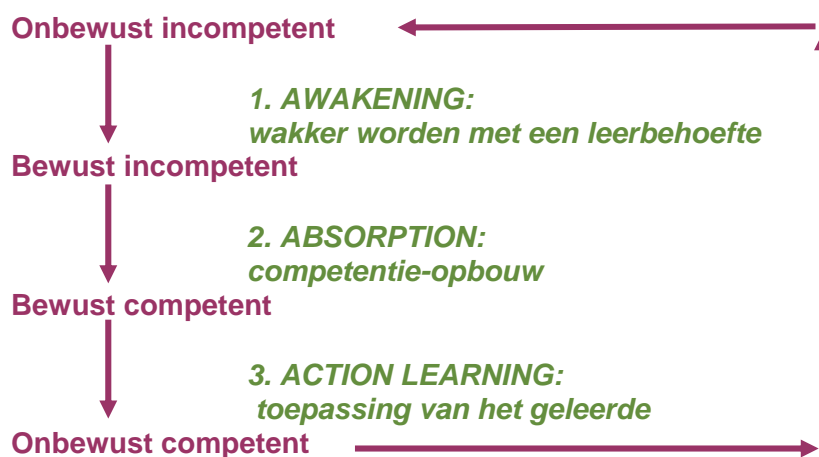 Onbewust incompetent
1. AWAKENING:
wakker worden met een leerbehoefte
Bewust incompetent
2. ABSORPTION:
competentie-opbouw
Bewust competent
3. ACTION LEARNING:
toepassing van het geleerde
Onbewust competent